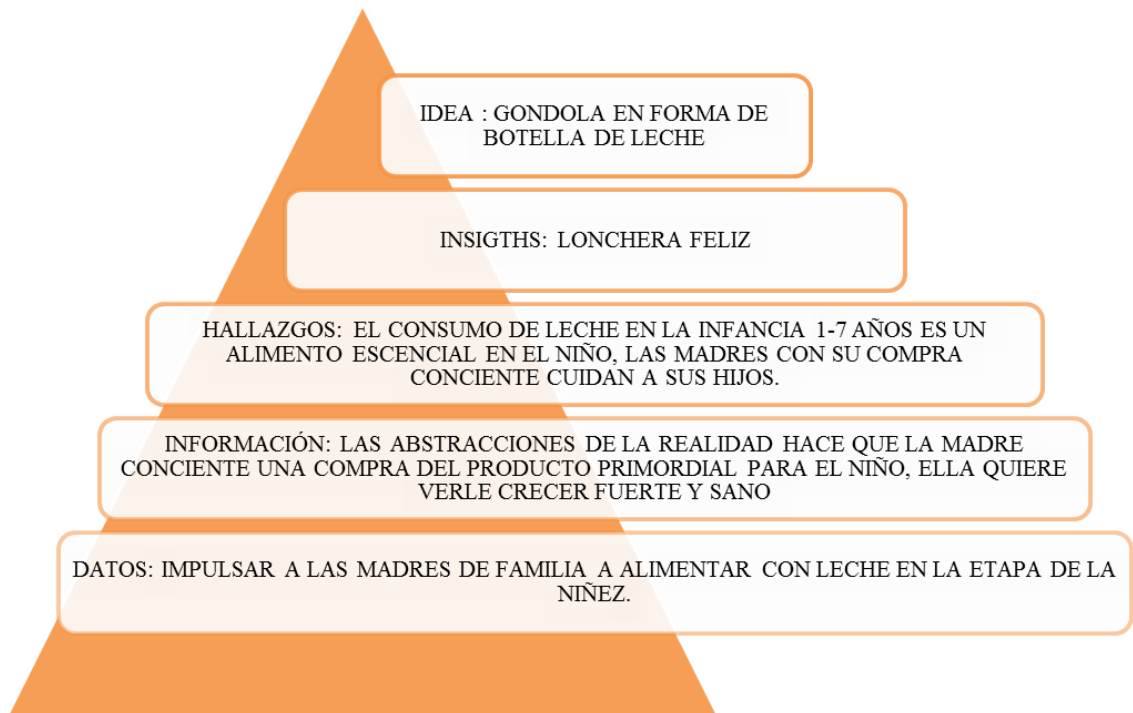 IDEA : GONDOLA EN FORMA DE
BOTELLA DE LECHE
INSIGTHS: LONCHERA FELIZ
HALLAZGOS: EL CONSUMO DE LECHE EN LA INFANCIA 1-7 AÑOS ES UN
ALIMENTO ESCENCIAL EN EL NIÑO, LAS MADRES CON SU COMPRA
CONCIENTE CUIDAN A SUS HIJOS.
INFORMACIÓN: LAS ABSTRACCIONES DE LA REALIDAD HACE QUE LA MADRE
CONCIENTE UNA COMPRA DEL PRODUCTO PRIMORDIAL PARA EL NIÑO, ELLA QUIERE
VERLE CRECER FUERTE Y SANO
DATOS: IMPULSAR A LAS MADRES DE FAMILIA A ALIMENTAR CON LECHE EN LA ETAPA DE LA
NIÑEZ.